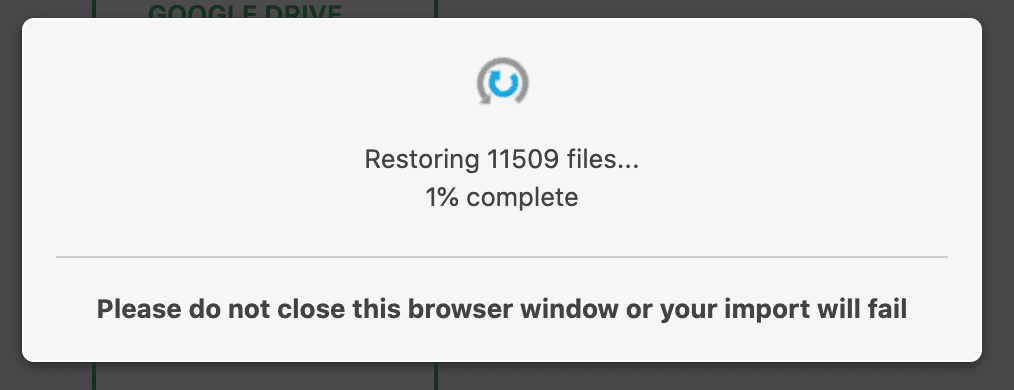 GOOGLE DRIVE
Restoring 11509 files...
1% complete
Please do not close this browser window or your import will fail